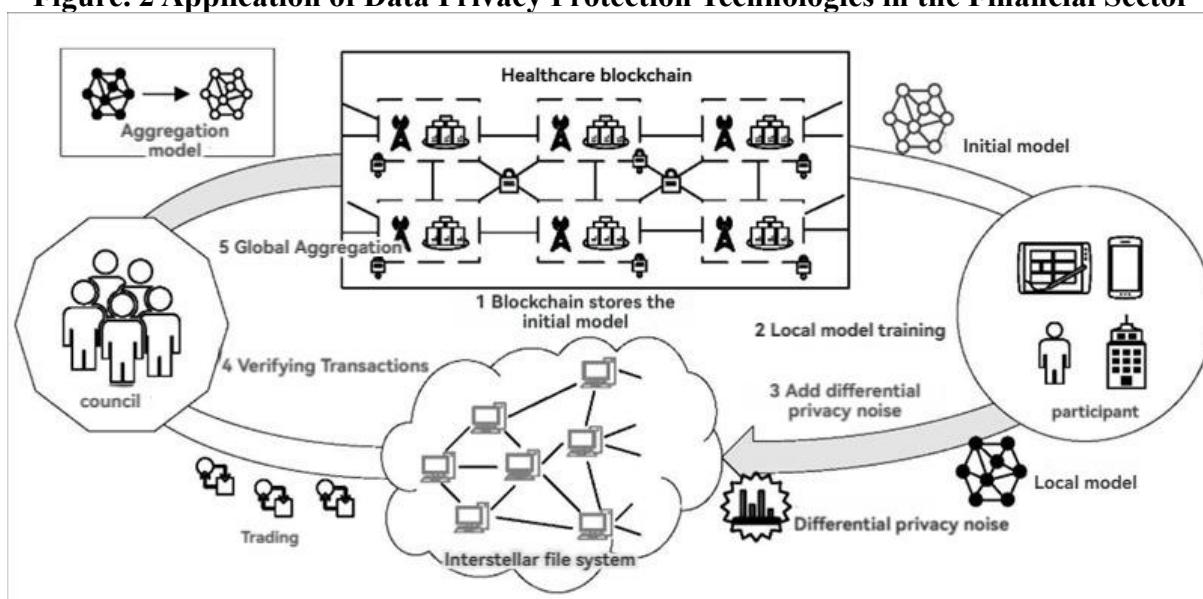 Figure. 2 Application of Data Privacy Protection Technologies in the Financial Sector
Healthcare blockchain
Aggregation
model
Initial model
5 Global Aggregation
1 Blockchain stores the
initial model
2 Local model training
4 Verifying Transactions
3 Add differential
privacy noise
council
participant
Trading
Local model
Differential privacy noise
Interstellar file system